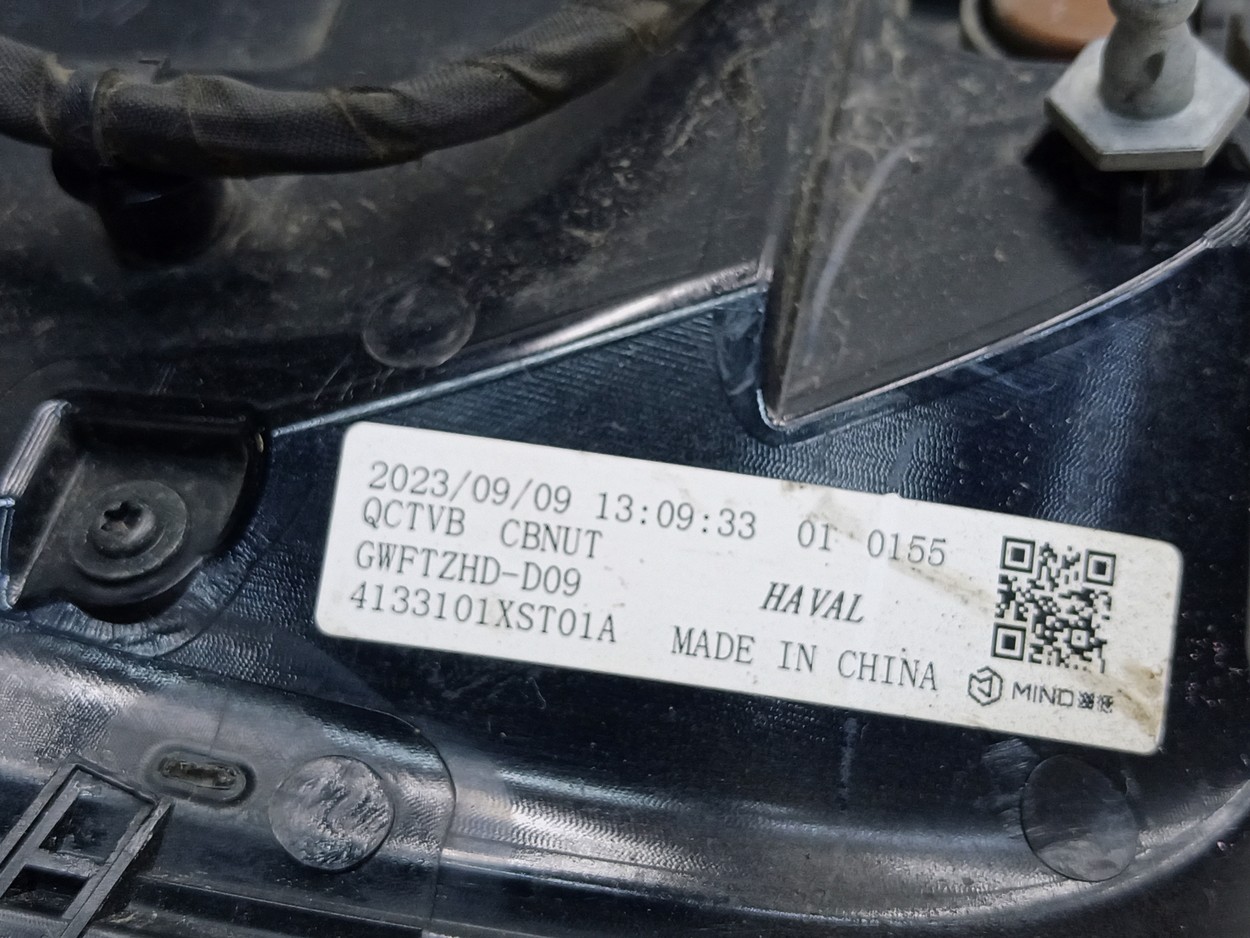 2023/09/09 13:09:33 01 0155
QCTVB CBNUT
GWFTZHD-D09
HAVAL
4133101XST01A
MADE IN CHINA
MIND